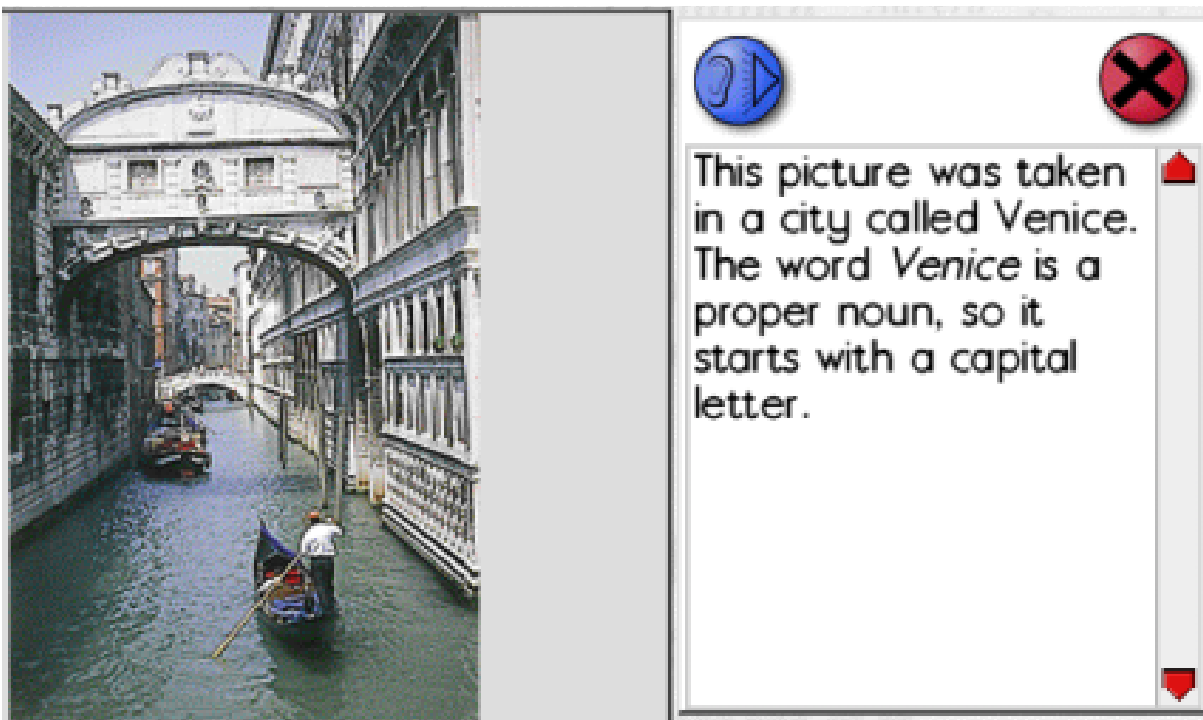 This picture was taken
in a city called Venice.
The word Venice is a
proper noun, so it
starts with a capital
letter.